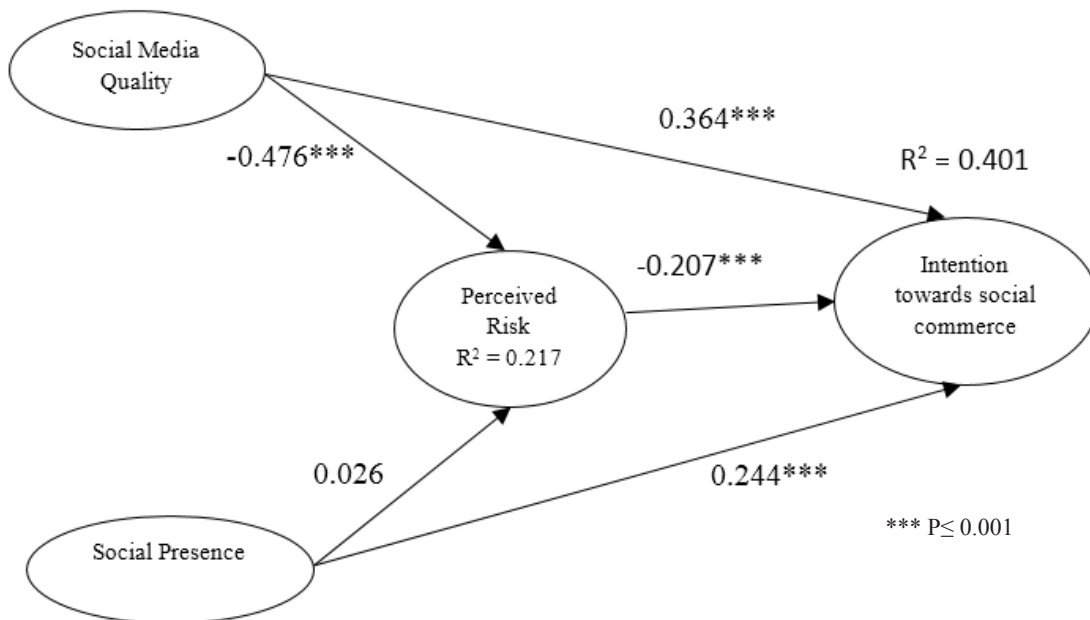 Social Media
Quality
0.364***
-0.476***
R² = 0.401
Intention
towards social
commerce
-0.207***
Perceived
Risk
R² = 0.217
0.026
0.244***
*** P≤ 0.001
Social Presence